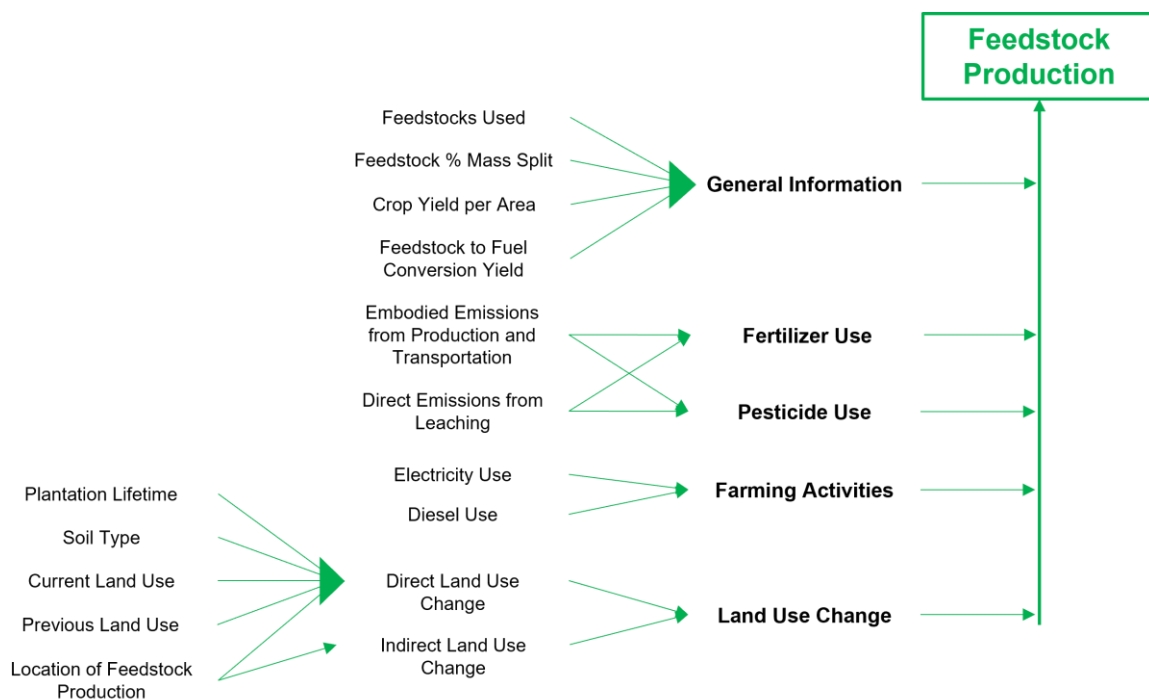 Feedstock
Production
Feedstocks Used
Feedstock % Mass Split
General Information
Crop Yield per Area
Feedstock to Fuel
Conversion Yield
Embodied Emissions
from Production and
Transportation
Fertilizer Use
Direct Emissions from
Leaching
Pesticide Use
Electricity Use
Diesel Use
Farming Activities
Plantation Lifetime
Soil Type
Current Land Use
Previous Land Use
Location of Feedstock
Production
Direct Land Use
Change
Indirect Land Use
Change
Land Use Change